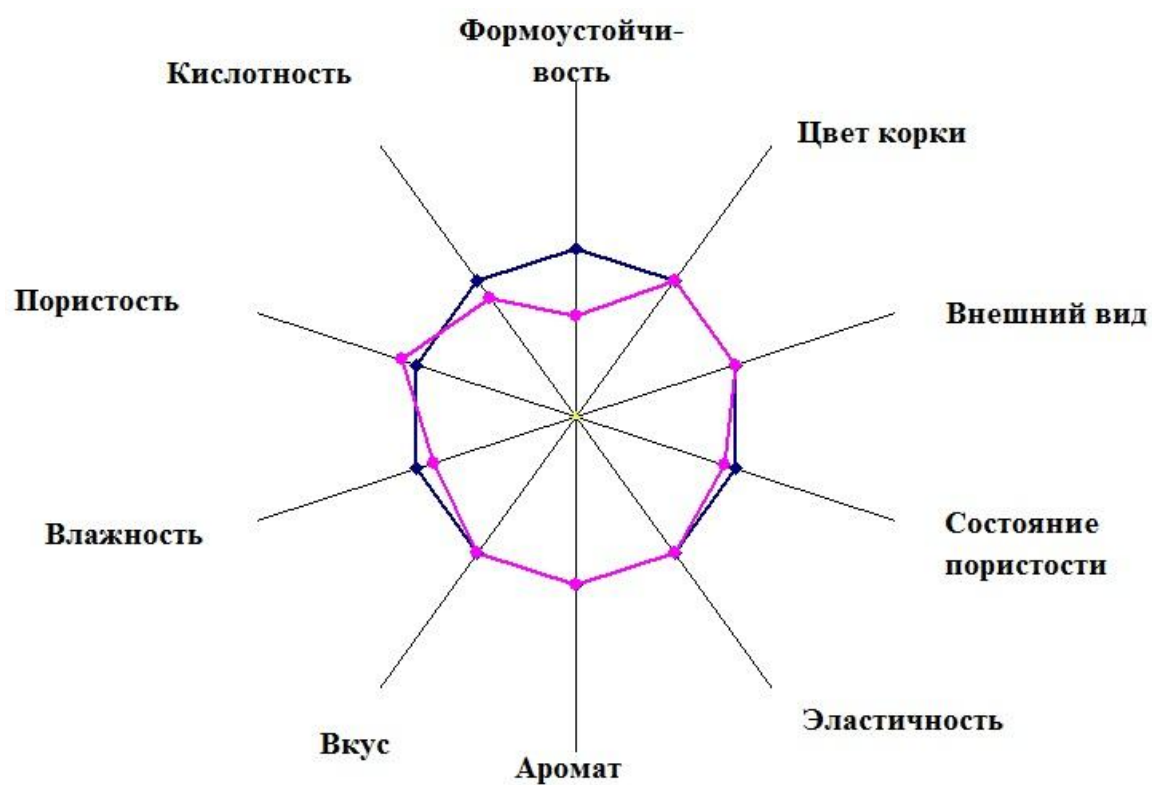 Формоустойчи-
вость
Кислотность
Цвет корки
Пористость
Внешний вид
Влажность
Состояние
пористости
Вкус
Аромат
Эластичность